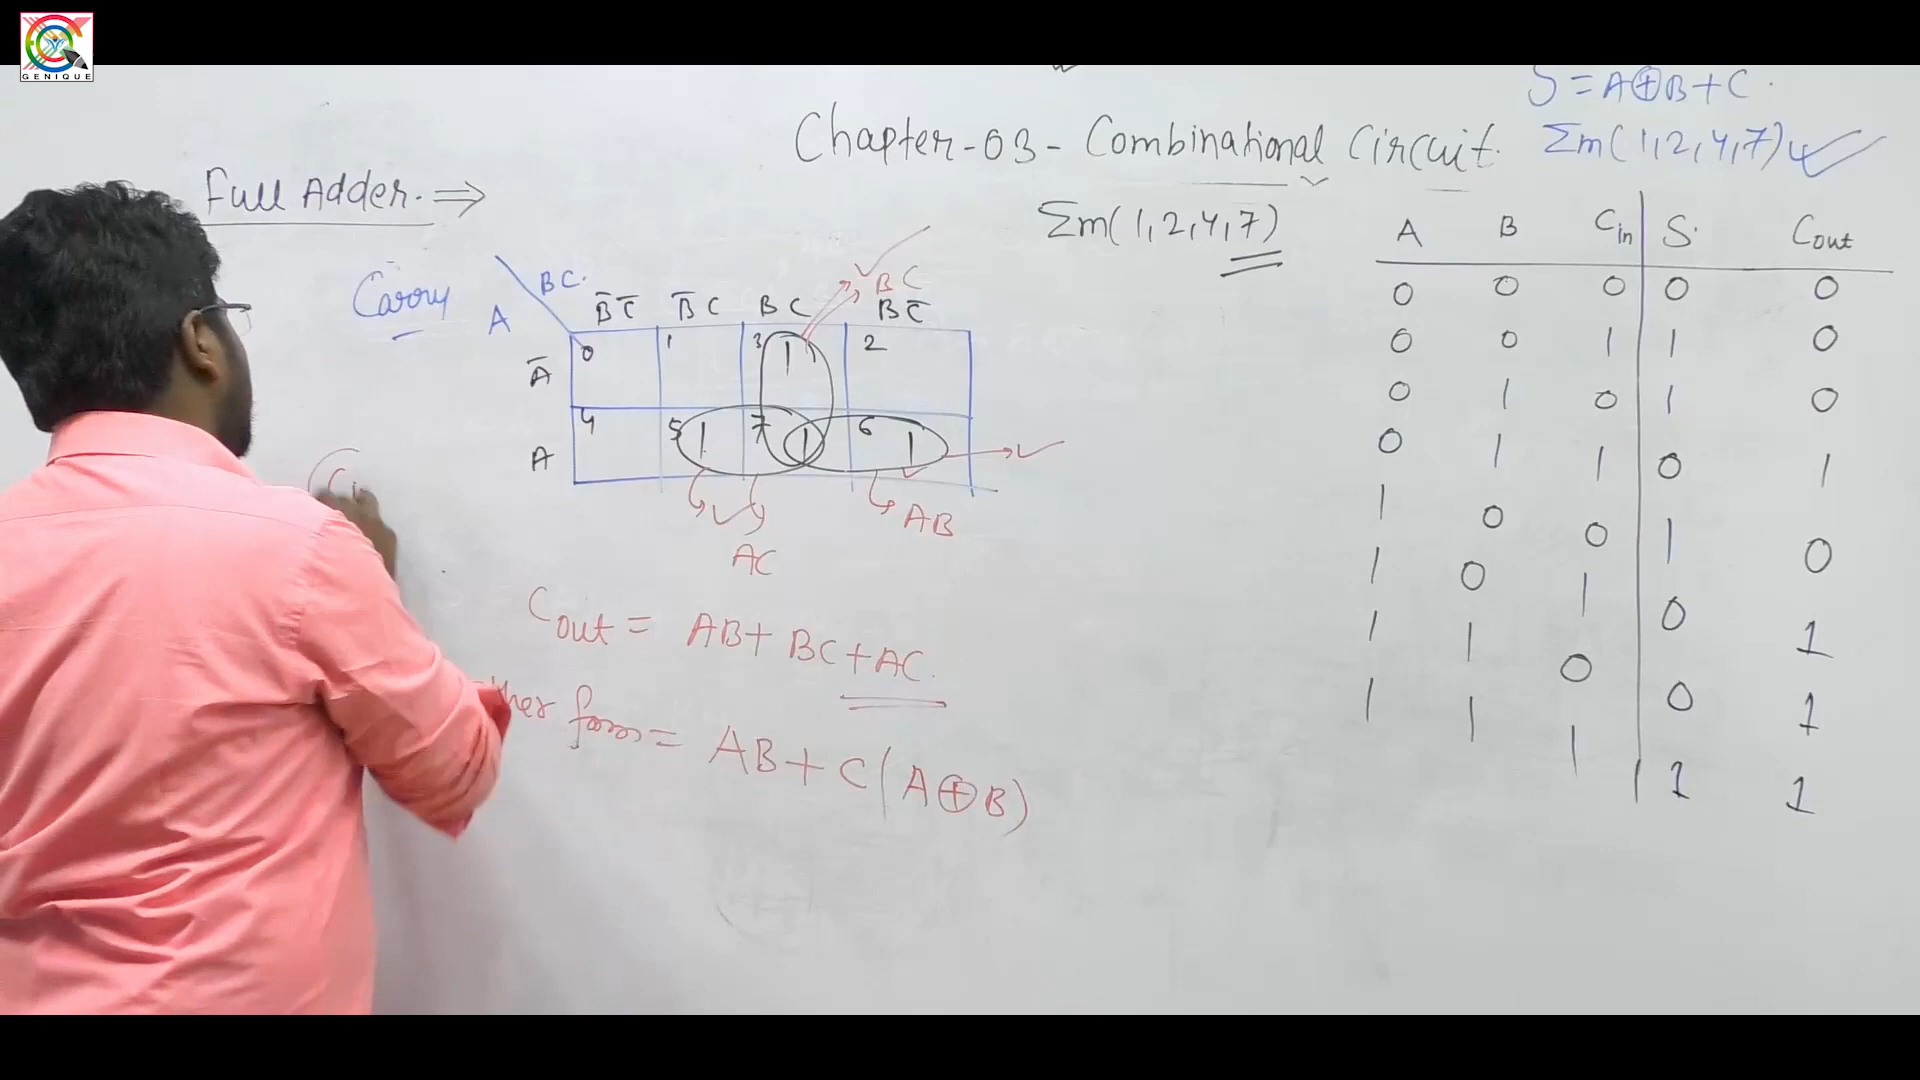 GENIQUE
S = A⊕B+C.
Chapter-03- Combinational Circuit.
Σm(1,2,4,7)
Full Adder. ⇒
Σm(1,2,4,7)
A B Cin S Cout
0 0 0 0 0
0 0 1 1 0
0 1 0 1 0
0 1 1 0 1
1 0 0 1 0
1 0 1 0 1
1 1 0 0 1
1 1 1 1 1
Carry
BC.
A
BC
B̅C̅ B̅C BC BC̅
A̅ 0 1 3 1 2
A 4 5 1 7 1 6 1
AB
AC
Cout = AB+ BC+AC.
= AB+C(A⊕B)